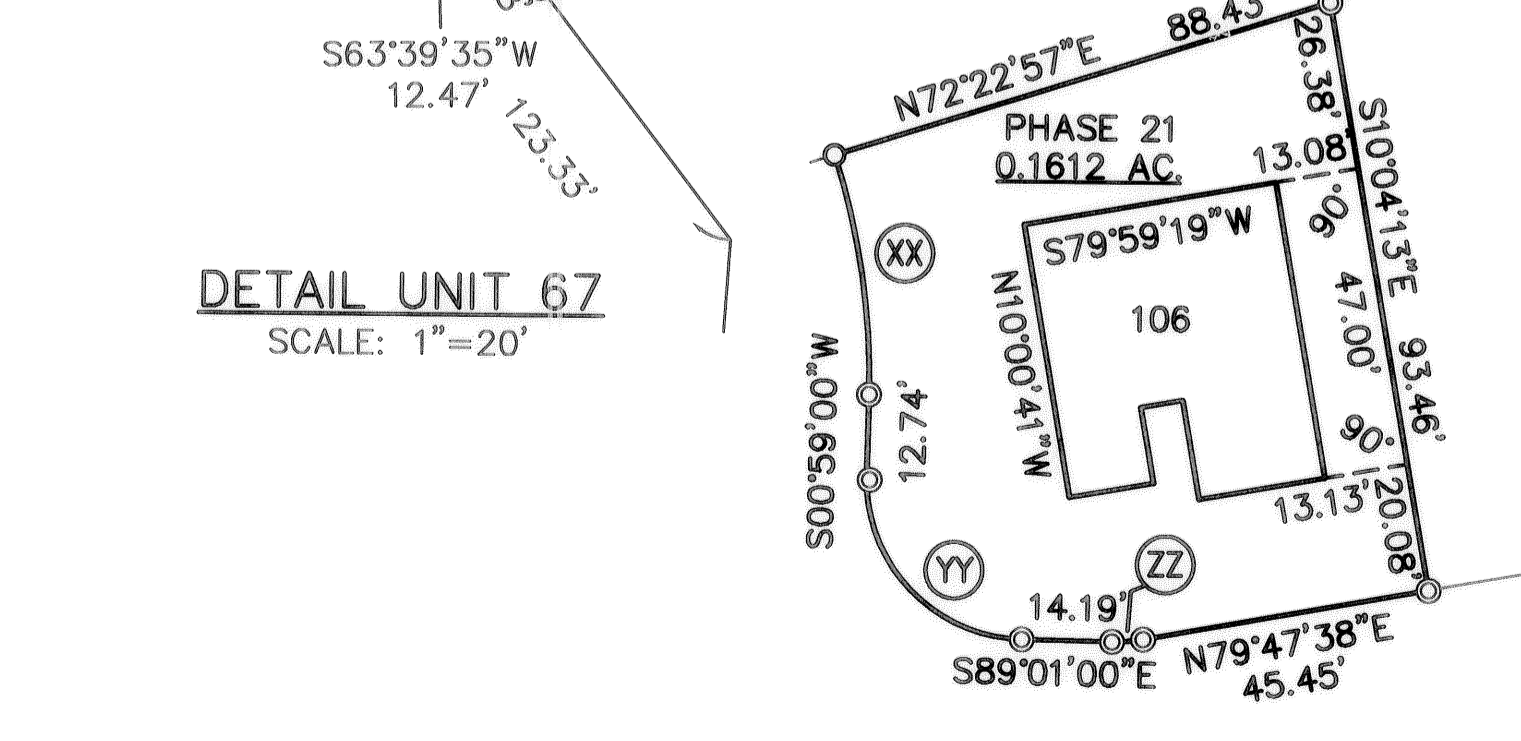 S63°39'35"W
12.47'
123.33'
DETAIL UNIT 67
SCALE: 1"=20'
N72°22'57"E
88.43'
26.38'
PHASE 21
0.1612 AC.
13.08'
90°
S10°04'13"E
93.46'
47.00'
S79°59'19"W
XX
N10°00'41"W
106
S00°59'00"W
12.74'
90°
13.13'
20.08'
YY
ZZ
14.19'
S89°01'00"E
N79°47'38"E
45.45'